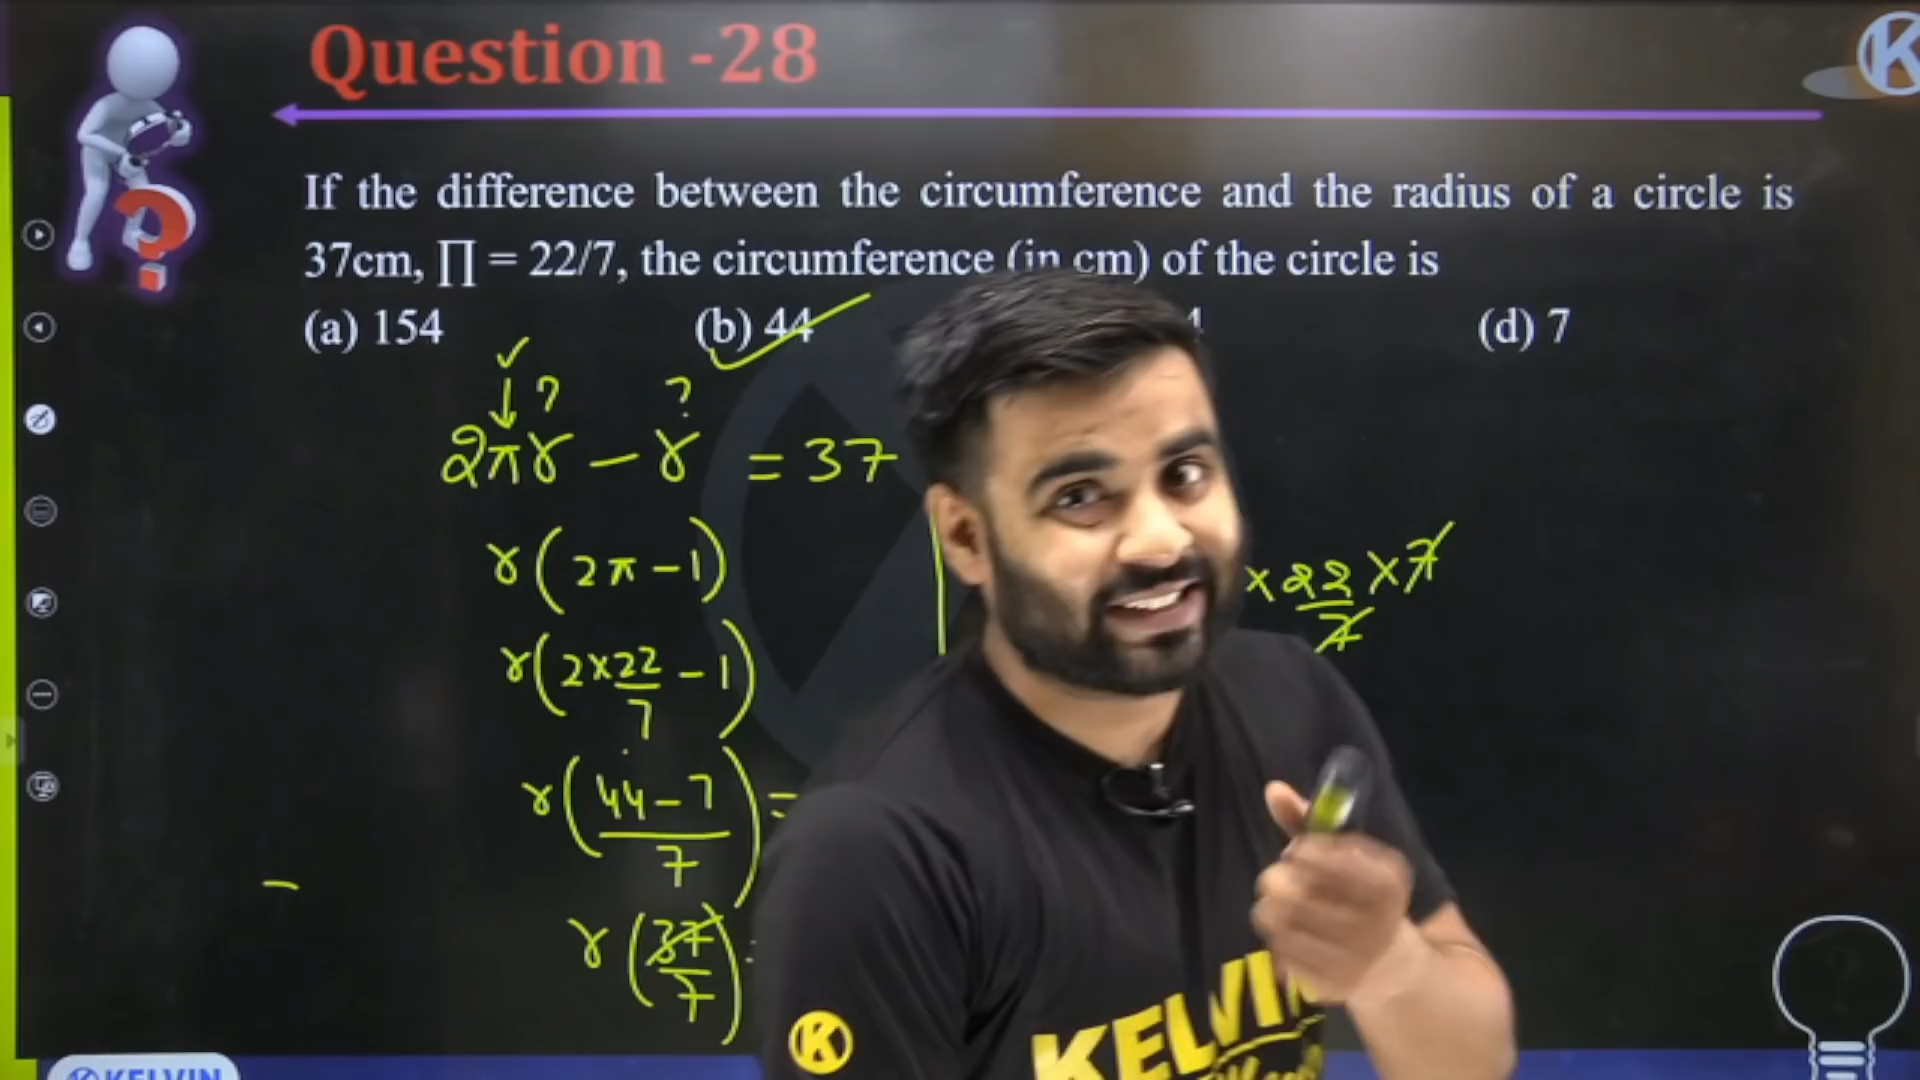 Question -28
K
If the difference between the circumference and the radius of a circle is
37cm, ∏ = 22/7, the circumference (in cm) of the circle is
(a) 154 (b) 44 4 (d) 7
✓
↓ ? ?
2πr - r = 37
r(2π-1)
r(2×22/7 - 1)
× 22/7 × 7
r(44-7/7) =
r(37/7)
K
KELVIN
KELVIN